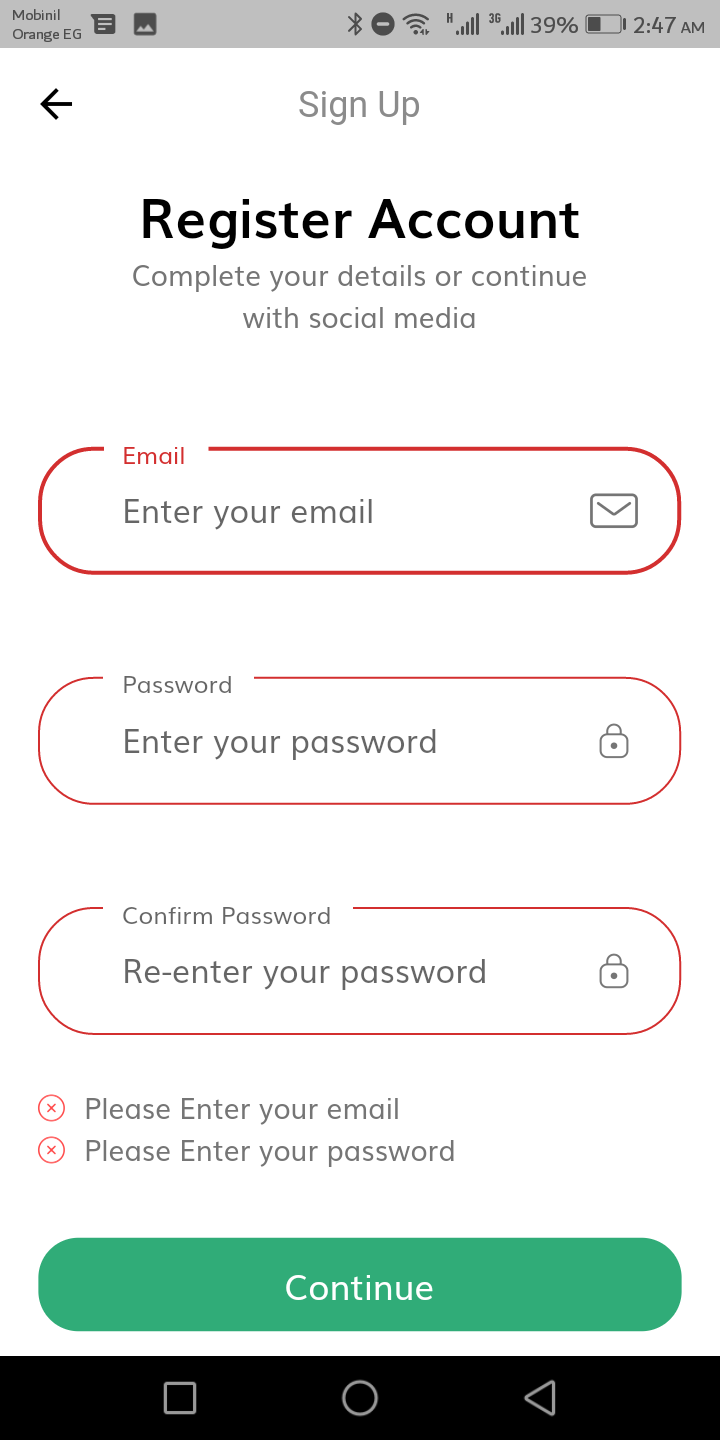 Mobinil
Orange EG
H
3G
39%
2:47 AM
Sign Up
Register Account
Complete your details or continue
with social media
Email
Enter your email
Password
Enter your password
Confirm Password
Re-enter your password
Please Enter your email
Please Enter your password
Continue